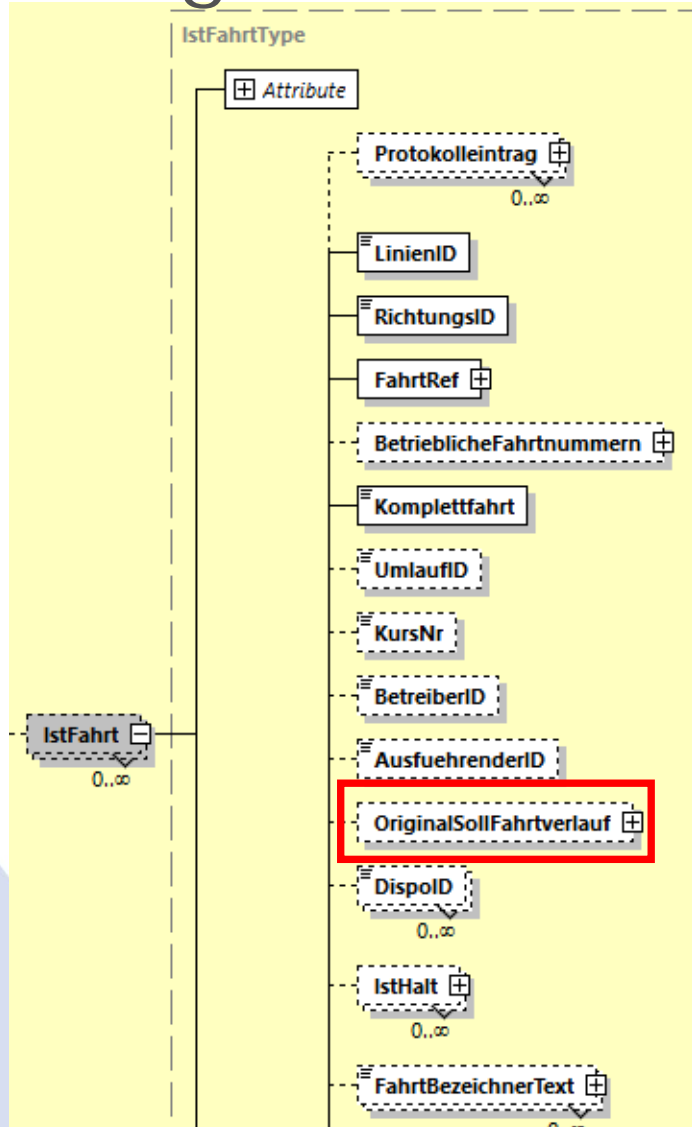 IstFahrtType
Attribute
Protokolleintrag
0..∞
LinienID
RichtungsID
FahrtRef
BetrieblicheFahrtnummern
Komplettfahrt
UmlaufID
KursNr
BetreiberID
IstFahrt
0..∞
AusfuehrenderID
OriginalSollFahrtverlauf
DispoID
0..∞
IstHalt
0..∞
FahrtBezeichnerText
0..∞